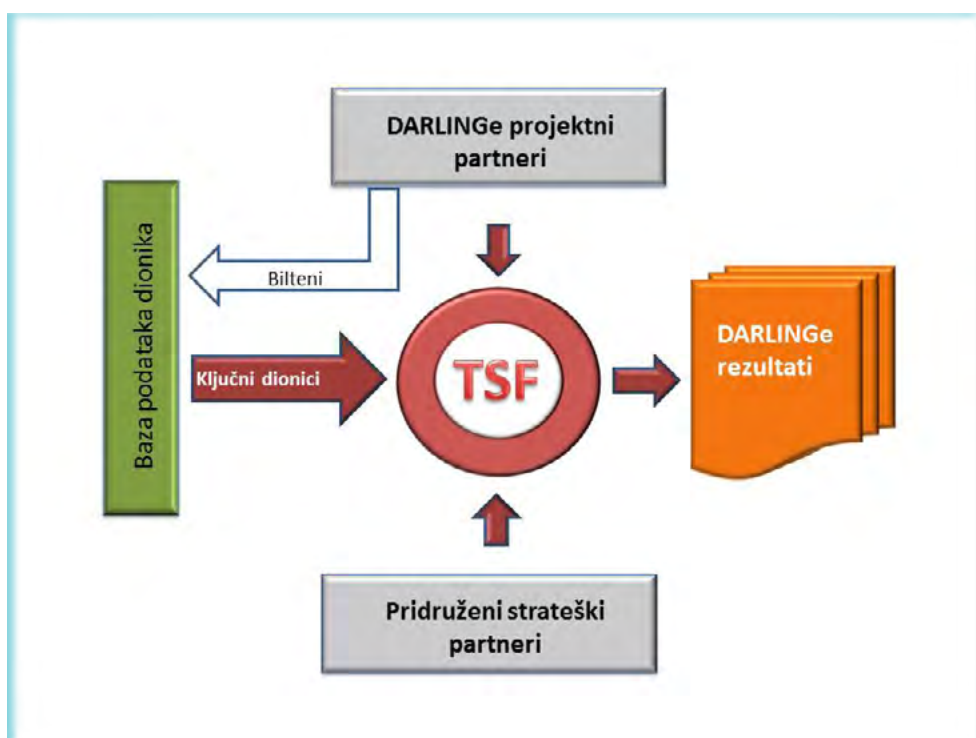 DARLINGe projektni
partneri
Baza podataka dionika
Bilteni
Ključni dionici
TSF
DARLINGe
rezultati
Pridruženi strateški
partneri